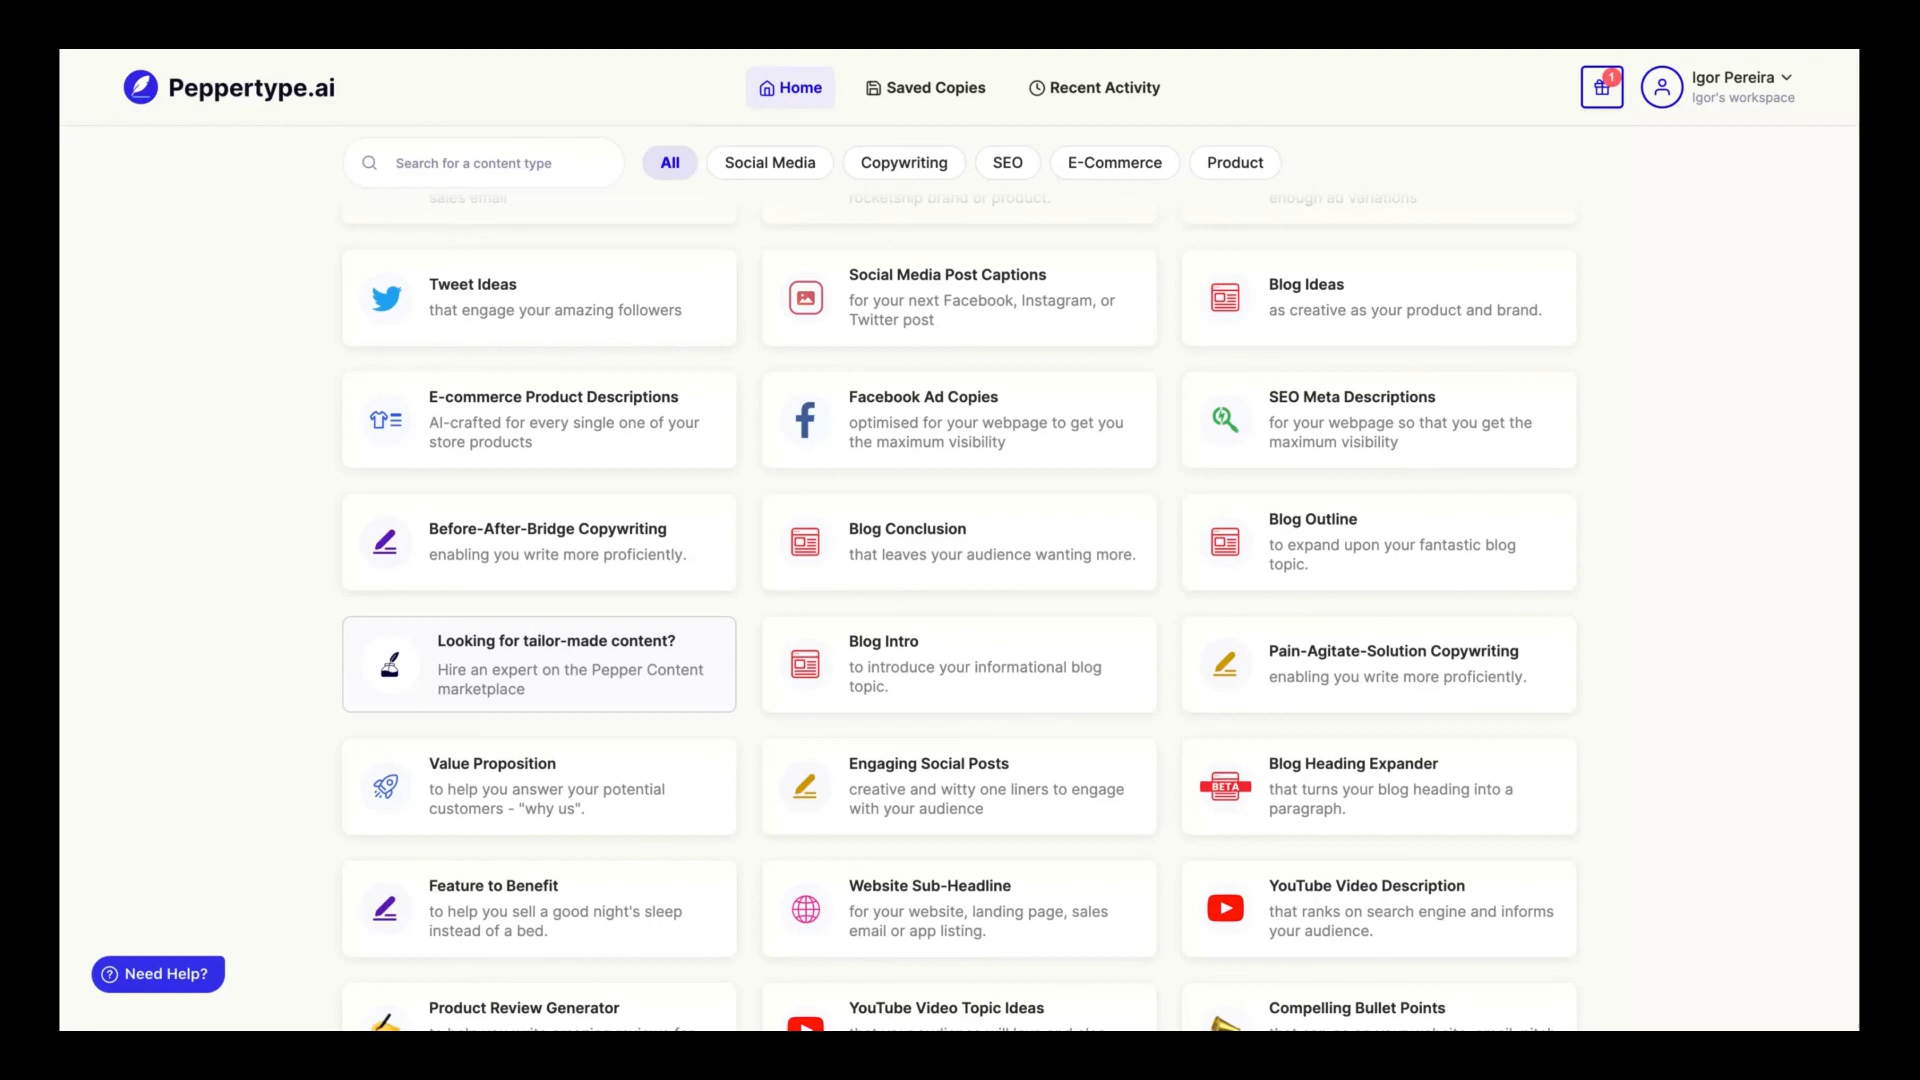 Peppertype.ai
Home
Saved Copies
Recent Activity
1
Igor Pereira
Igor's workspace
Search for a content type
All
Social Media
Copywriting
SEO
E-Commerce
Product
sales email
rocketship brand or product.
enough ad variations
Tweet Ideas
that engage your amazing followers
Social Media Post Captions
for your next Facebook, Instagram, or
Twitter post
Blog Ideas
as creative as your product and brand.
E-commerce Product Descriptions
AI-crafted for every single one of your
store products
Facebook Ad Copies
optimised for your webpage to get you
the maximum visibility
SEO Meta Descriptions
for your webpage so that you get the
maximum visibility
Before-After-Bridge Copywriting
enabling you write more proficiently.
Blog Conclusion
that leaves your audience wanting more.
Blog Outline
to expand upon your fantastic blog
topic.
Looking for tailor-made content?
Hire an expert on the Pepper Content
marketplace
Blog Intro
to introduce your informational blog
topic.
Pain-Agitate-Solution Copywriting
enabling you write more proficiently.
Value Proposition
to help you answer your potential
customers - "why us".
Engaging Social Posts
creative and witty one liners to engage
with your audience
BETA
Blog Heading Expander
that turns your blog heading into a
paragraph.
Feature to Benefit
to help you sell a good night's sleep
instead of a bed.
Website Sub-Headline
for your website, landing page, sales
email or app listing.
YouTube Video Description
that ranks on search engine and informs
your audience.
Need Help?
Product Review Generator
YouTube Video Topic Ideas
Compelling Bullet Points